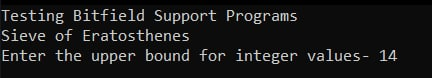 Testing Bitfield Support Programs
Sieve of Eratosthenes
Enter the upper bound for integer values- 14